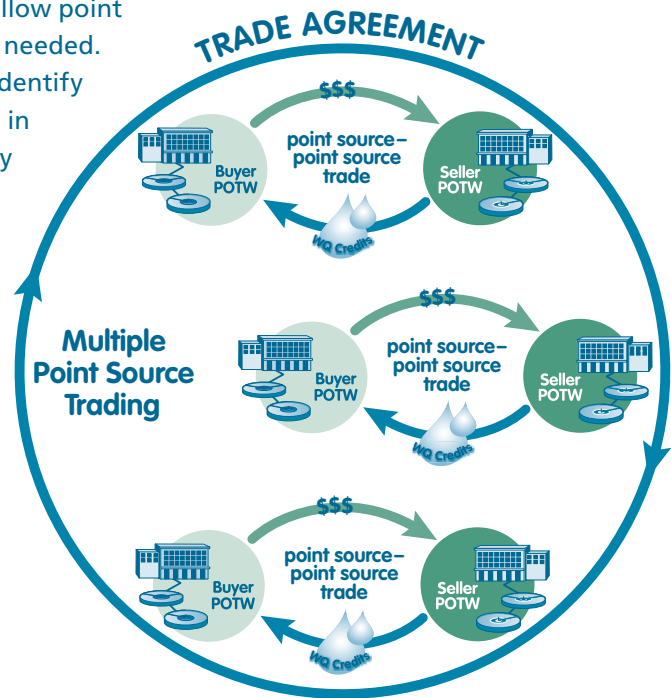 llow point
needed.
dentify
in
y
TRADE AGREEMENT
$$$
point source–
point source
trade
Buyer
POTW
Seller
POTW
WQ Credits
Multiple
Point Source
Trading
$$$
point source–
point source
trade
Buyer
POTW
Seller
POTW
WQ Credits
$$$
point source–
point source
trade
Buyer
POTW
Seller
POTW
WQ Credits